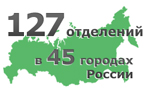 127 отделений
в 45 городах
России